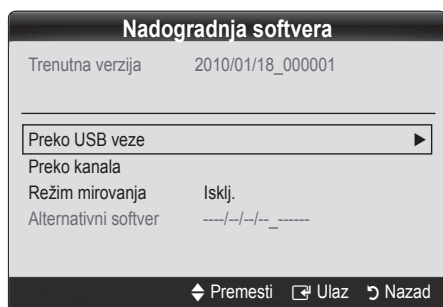 Nadogradnja softvera
Trenutna verzija 2010/01/18_000001
Preko USB veze
Preko kanala
Režim mirovanja Isklj.
Alternativni softver ----/--/--/--_------
Premesti Ulaz Nazad